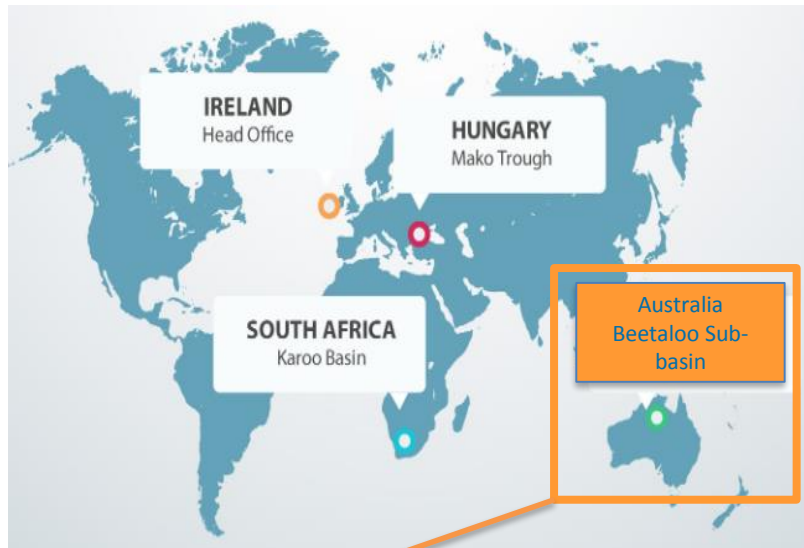 IRELAND
Head Office
HUNGARY
Mako Trough
SOUTH AFRICA
Karoo Basin
Australia
Beetaloo Sub-
basin